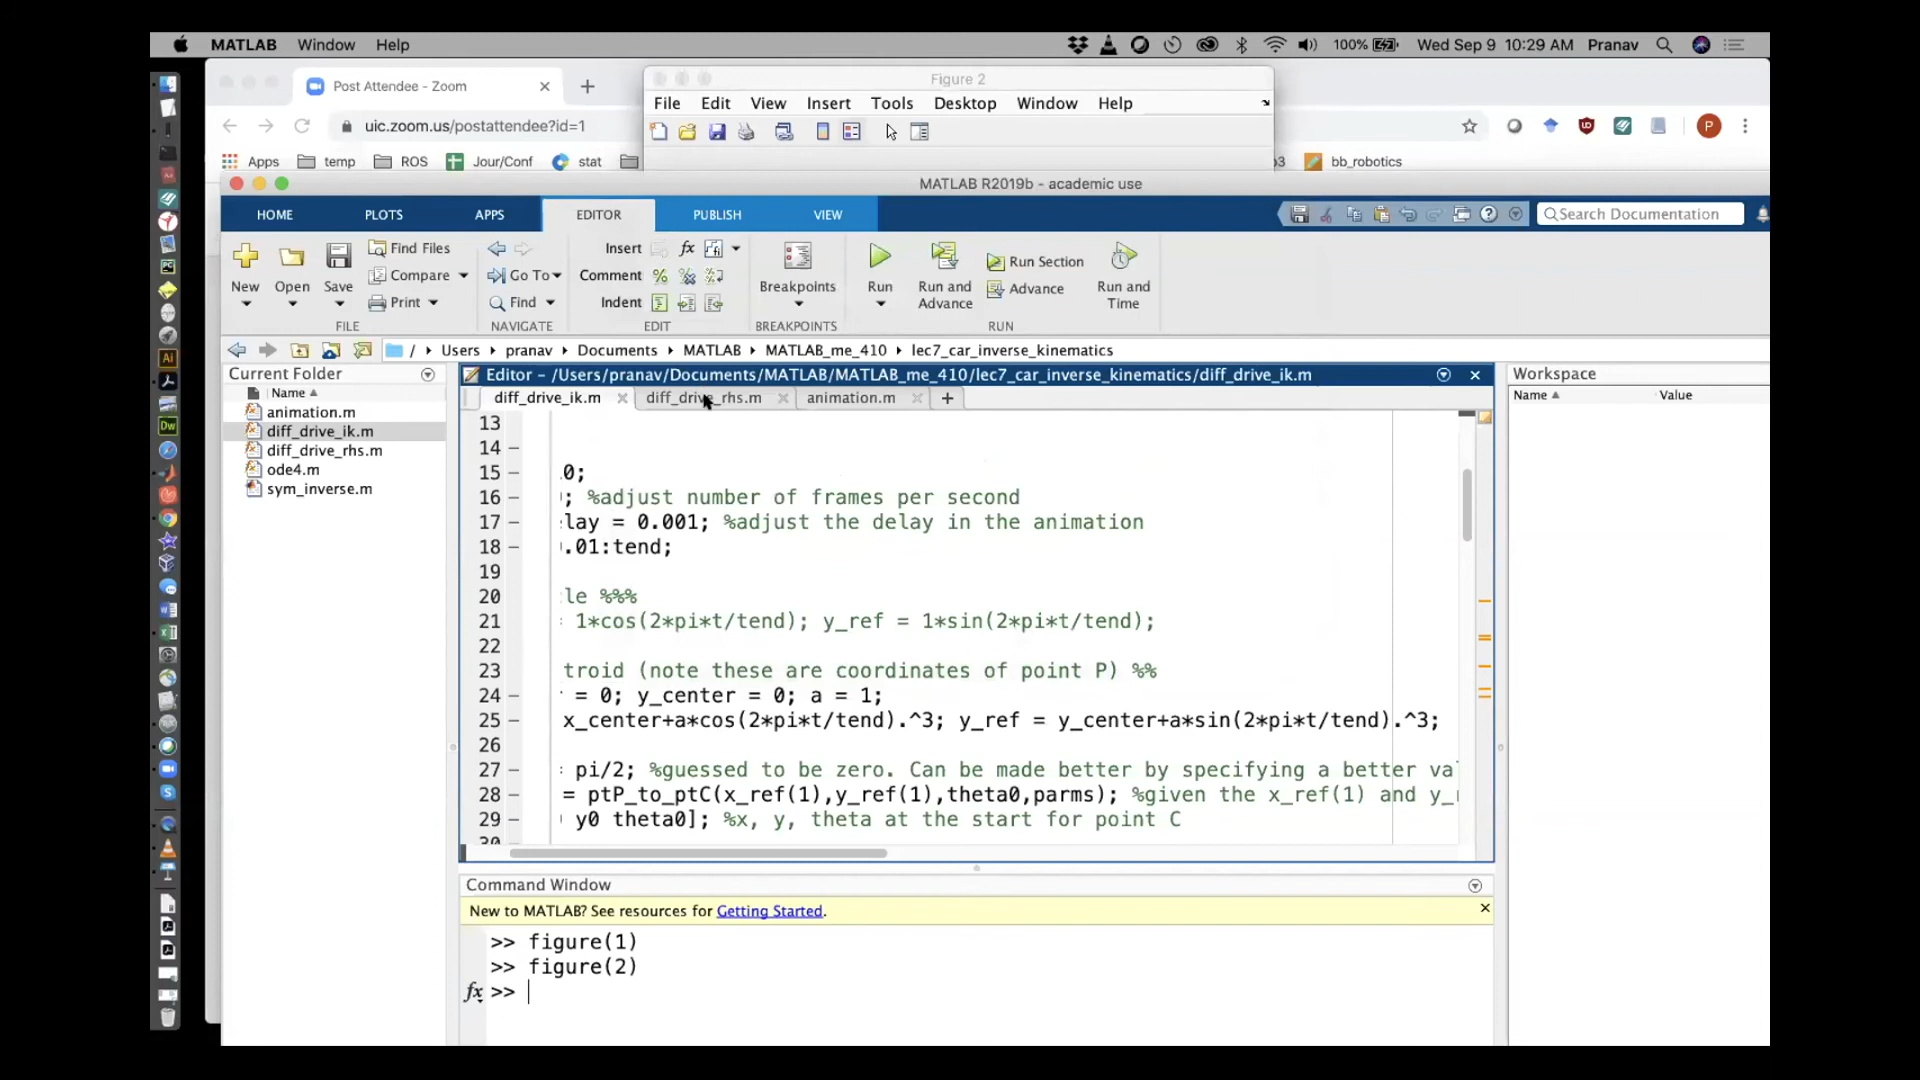 MATLAB Window Help 100% Wed Sep 9 10:29 AM Pranav
Post Attendee - Zoom
Figure 2
File Edit View Insert Tools Desktop Window Help
uic.zoom.us/postattendee?id=1
P
Apps temp ROS Jour/Conf stat bb_robotics
MATLAB R2019b - academic use
HOME PLOTS APPS EDITOR PUBLISH VIEW
Search Documentation
New Open Save
Find Files
Compare
Print
Go To
Find
Insert fx
Comment
Indent
Breakpoints
Run
Run and Advance
Run Section
Advance
Run and Time
FILE NAVIGATE EDIT BREAKPOINTS RUN
/ Users pranav Documents MATLAB MATLAB_me_410 lec7_car_inverse_kinematics
Current Folder
Name
animation.m
diff_drive_ik.m
diff_drive_rhs.m
ode4.m
sym_inverse.m
Editor - /Users/pranav/Documents/MATLAB/MATLAB_me_410/lec7_car_inverse_kinematics/diff_drive_ik.m
diff_drive_ik.m diff_drive_rhs.m animation.m
13
14 –
15 – 0;
16 – ; %adjust number of frames per second
17 – lay = 0.001; %adjust the delay in the animation
18 – .01:tend;
19
20 le %%%
21 = 1*cos(2*pi*t/tend); y_ref = 1*sin(2*pi*t/tend);
22
23 troid (note these are coordinates of point P) %%
24 – = 0; y_center = 0; a = 1;
25 – x_center+a*cos(2*pi*t/tend).^3; y_ref = y_center+a*sin(2*pi*t/tend).^3;
26
27 – = pi/2; %guessed to be zero. Can be made better by specifying a better va
28 – = ptP_to_ptC(x_ref(1),y_ref(1),theta0,parms); %given the x_ref(1) and y_
29 – y0 theta0]; %x, y, theta at the start for point C
30
Workspace
Name Value
Command Window
New to MATLAB? See resources for Getting Started.
>> figure(1)
>> figure(2)
fx >>